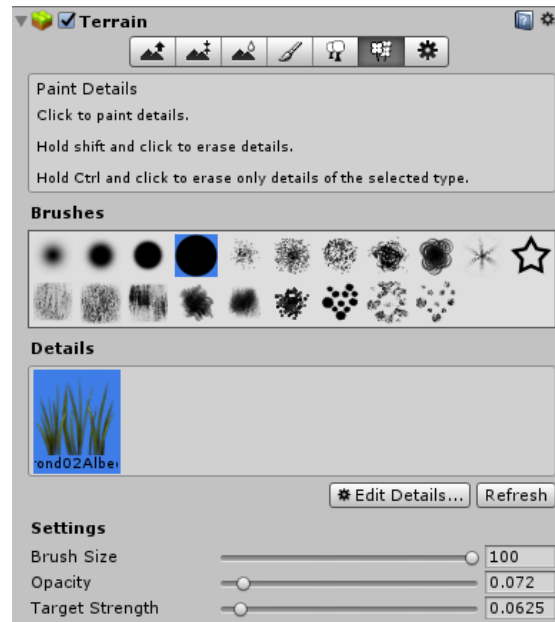 Terrain
Paint Details
Click to paint details.
Hold shift and click to erase details.
Hold Ctrl and click to erase only details of the selected type.
Brushes
Details
rond02Albe
Edit Details... Refresh
Settings
Brush Size 100
Opacity 0.072
Target Strength 0.0625